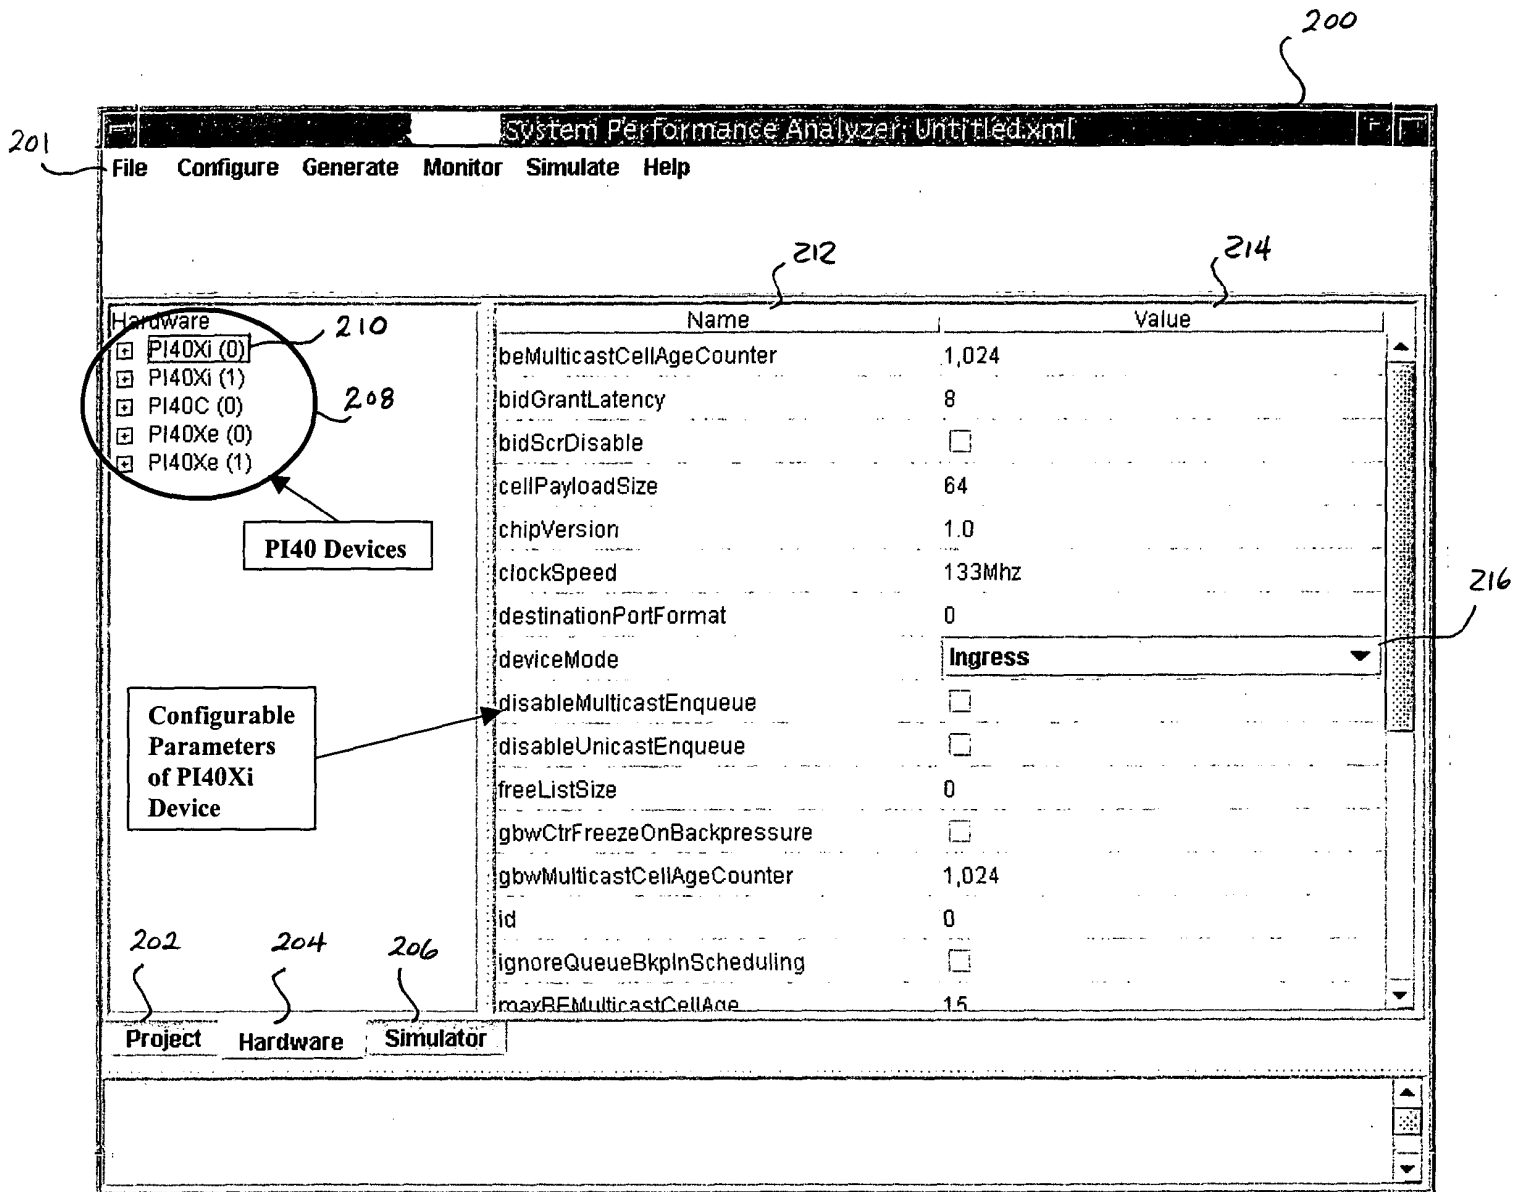 200
System Performance Analyzer; Untitled.xml
201
File Configure Generate Monitor Simulate Help
212
214
Hardware
210
PI40Xi (0)
PI40Xi (1)
PI40C (0)
PI40Xe (0)
PI40Xe (1)
208
PI40 Devices
Configurable
Parameters
of PI40Xi
Device
Name Value
beMulticastCellAgeCounter 1,024
bidGrantLatency 8
bidScrDisable
cellPayloadSize 64
chipVersion 1.0
clockSpeed 133Mhz
destinationPortFormat 0
deviceMode Ingress
216
disableMulticastEnqueue
disableUnicastEnqueue
freeListSize 0
gbwCtrFreezeOnBackpressure
gbwMulticastCellAgeCounter 1,024
id 0
ignoreQueueBkpInScheduling
maxBEMulticastCellAge 15
202
204
206
Project Hardware Simulator